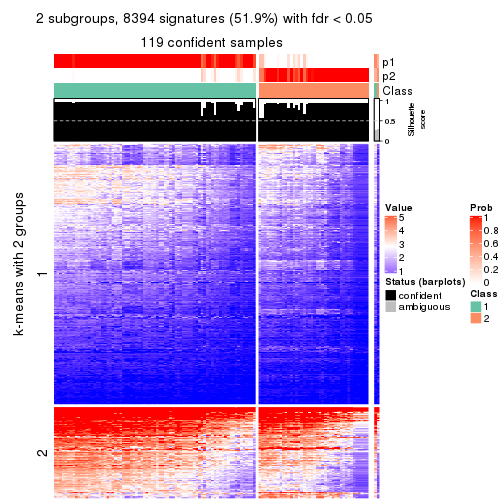 2 subgroups, 8394 signatures (51.9%) with fdr < 0.05
119 confident samples
p1
p2
Class
1
0.5
0
Silhouette
score
k-means with 2 groups
1
2
Value
5
4
3
2
1
Status (barplots)
confident
ambiguous
Prob
1
0.8
0.6
0.4
0.2
0
Class
1
2